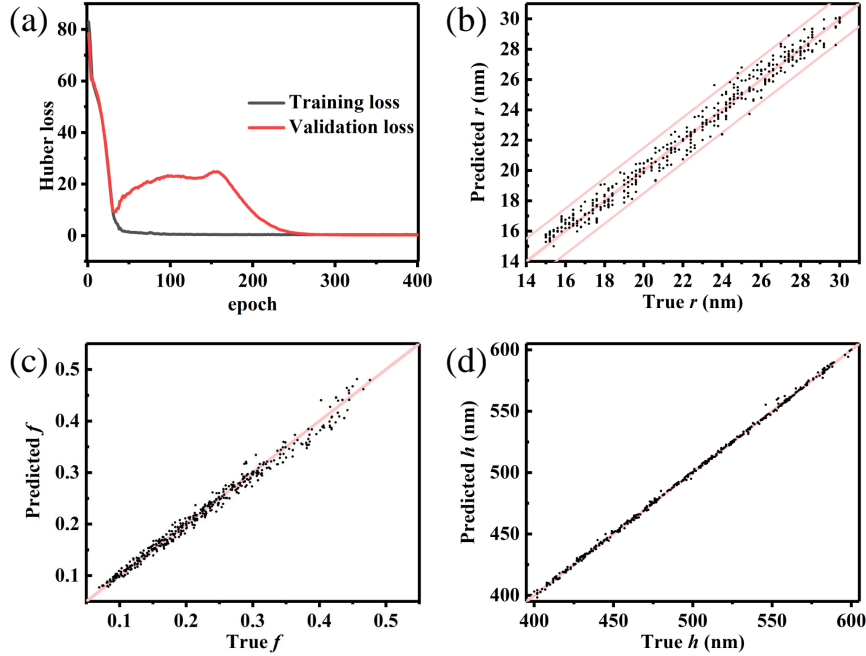 (a)
80
60
40
20
0
Huber loss
Training loss
Validation loss
0 100 200 300 400
epoch
(b)
30
28
26
24
22
20
18
16
14
Predicted r (nm)
14 16 18 20 22 24 26 28 30
True r (nm)
(c)
0.5
0.4
0.3
0.2
0.1
Predicted f
0.1 0.2 0.3 0.4 0.5
True f
(d)
600
550
500
450
400
Predicted h (nm)
400 450 500 550 600
True h (nm)